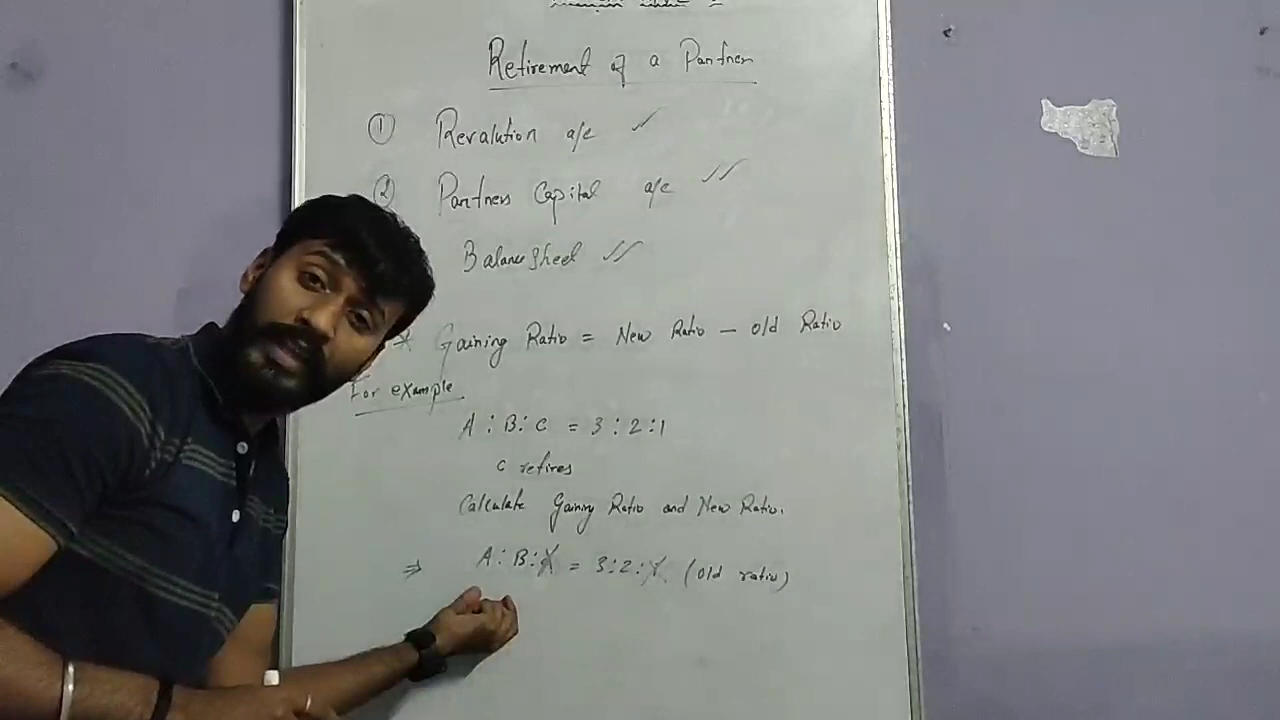 Retirement of a Partner
① Revalution a/c
② Partners Capital a/c
Balance Sheet
* Gaining Ratio = New Ratio - Old Ratio
For example
A : B : C = 3 : 2 : 1
C retires
Calculate Gaining Ratio and New Ratio.
⇒ A : B : C = 3 : 2 : 1 (Old ratio)